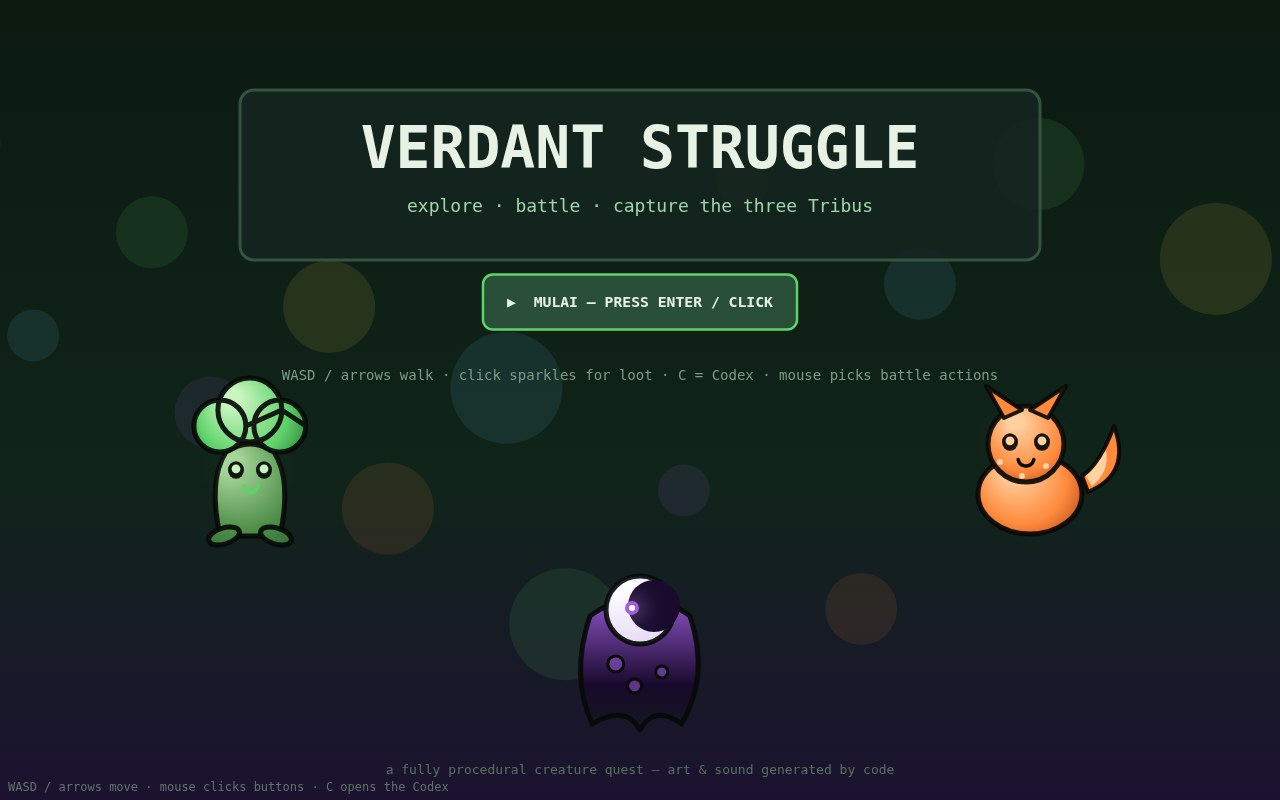 VERDANT STRUGGLE
explore · battle · capture the three Tribus
▶ MULAI — PRESS ENTER / CLICK
WASD / arrows walk · click sparkles for loot · C = Codex · mouse picks battle actions
a fully procedural creature quest — art & sound generated by code
WASD / arrows move · mouse clicks buttons · C opens the Codex